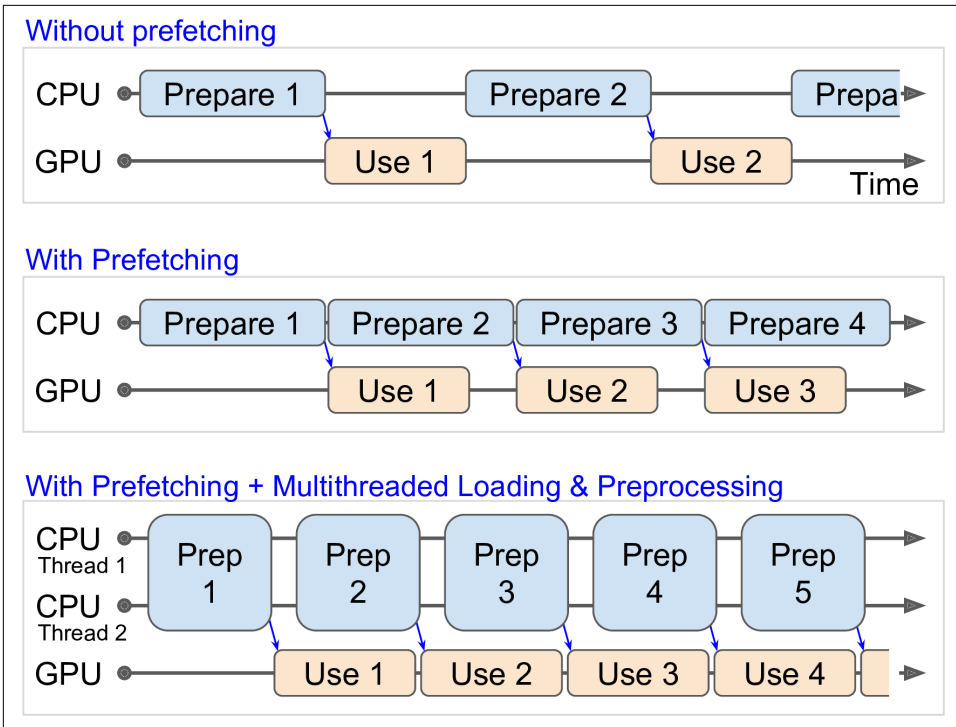 Without prefetching
CPU Prepare 1 Prepare 2 Prepa
GPU Use 1 Use 2
Time
With Prefetching
CPU Prepare 1 Prepare 2 Prepare 3 Prepare 4
GPU Use 1 Use 2 Use 3
With Prefetching + Multithreaded Loading & Preprocessing
CPU
Thread 1
Prep Prep Prep Prep Prep
1 2 3 4 5
CPU
Thread 2
GPU Use 1 Use 2 Use 3 Use 4